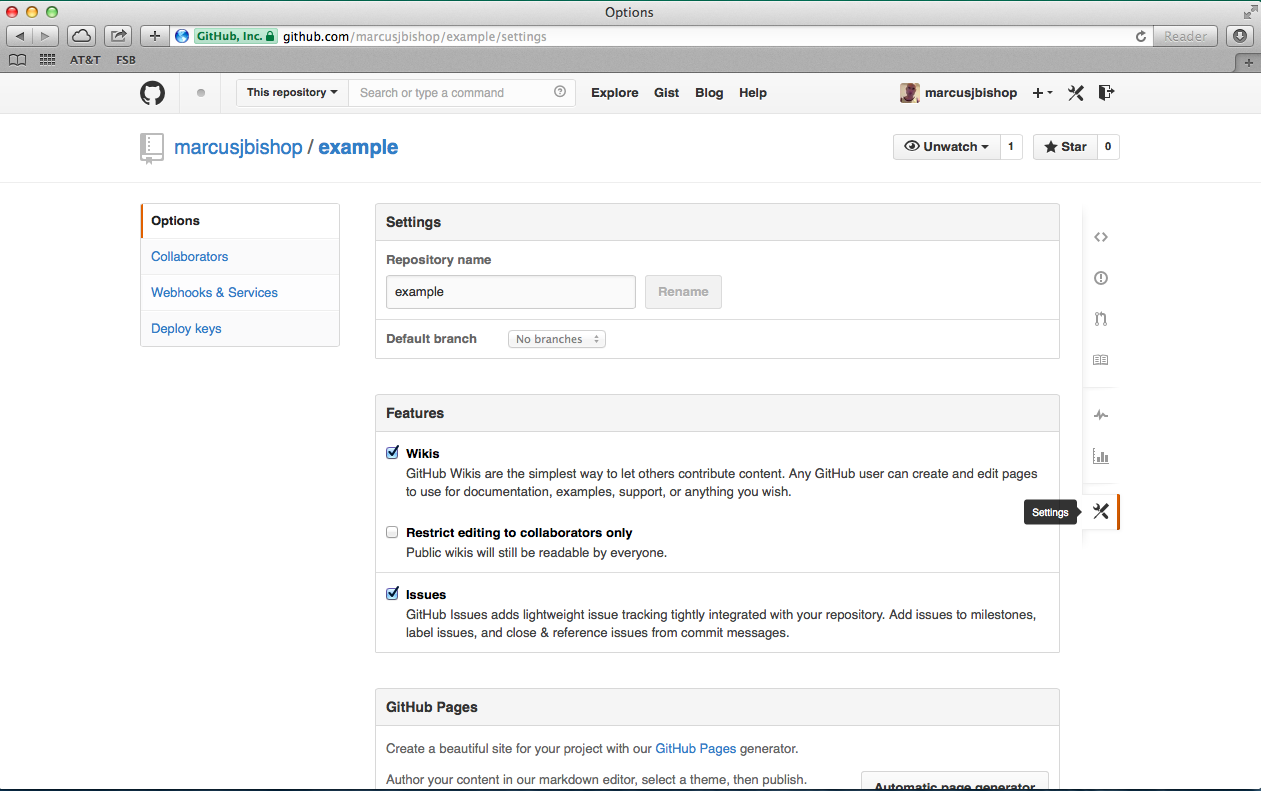 Options
GitHub, Inc. github.com/marcusjbishop/example/settings Reader
AT&T FSB
This repository Search or type a command Explore Gist Blog Help marcusjbishop
marcusjbishop / example Unwatch 1 Star 0
Options
Collaborators
Webhooks & Services
Deploy keys
Settings
Repository name
example Rename
Default branch No branches
Features
Wikis
GitHub Wikis are the simplest way to let others contribute content. Any GitHub user can create and edit pages
to use for documentation, examples, support, or anything you wish.
Settings
Restrict editing to collaborators only
Public wikis will still be readable by everyone.
Issues
GitHub Issues adds lightweight issue tracking tightly integrated with your repository. Add issues to milestones,
label issues, and close & reference issues from commit messages.
GitHub Pages
Create a beautiful site for your project with our GitHub Pages generator.
Author your content in our markdown editor, select a theme, then publish.
Automatic page generator